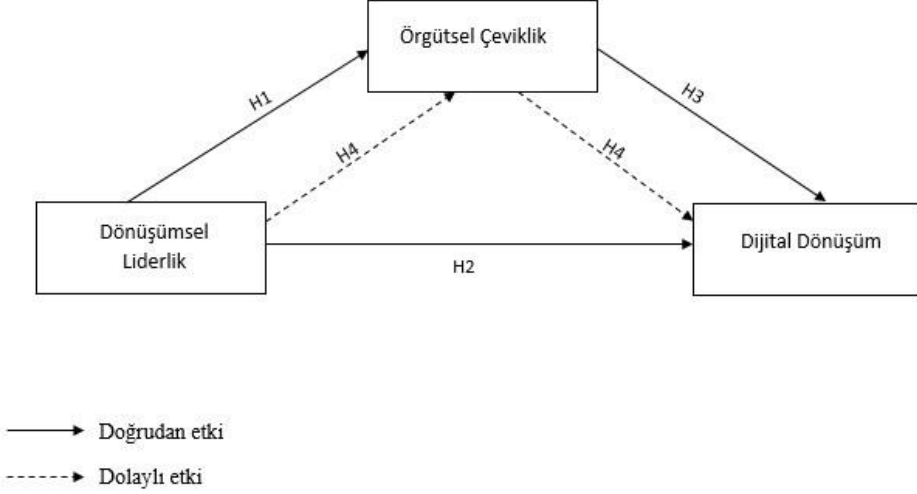 Örgütsel Çeviklik
H1
H3
H4
H4
Dönüşümsel
Liderlik
Dijital Dönüşüm
H2
Doğrudan etki
Dolaylı etki